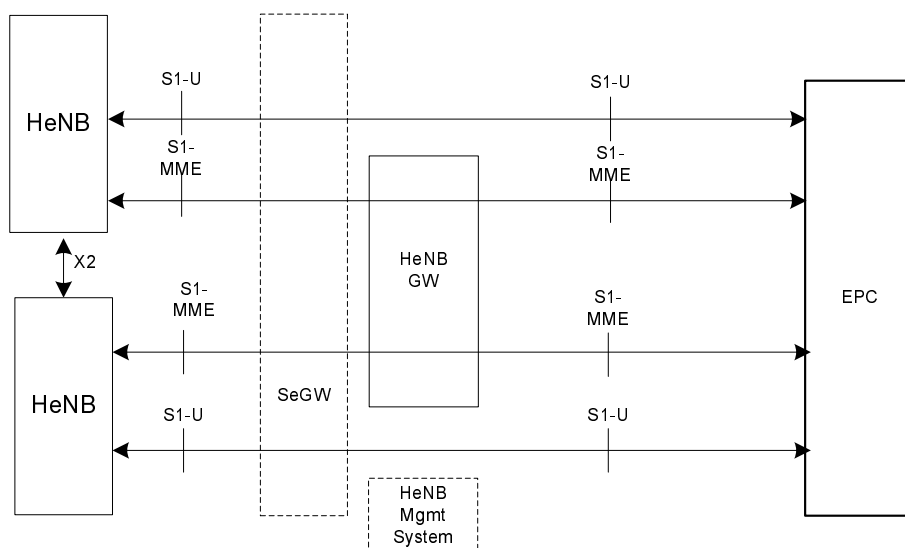 S1-U
S1-U
HeNB
S1-
MME
S1-
MME
HeNB
GW
X2
S1-
MME
S1-
MME
EPC
SeGW
HeNB
S1-U
S1-U
HeNB
Mgmt
System